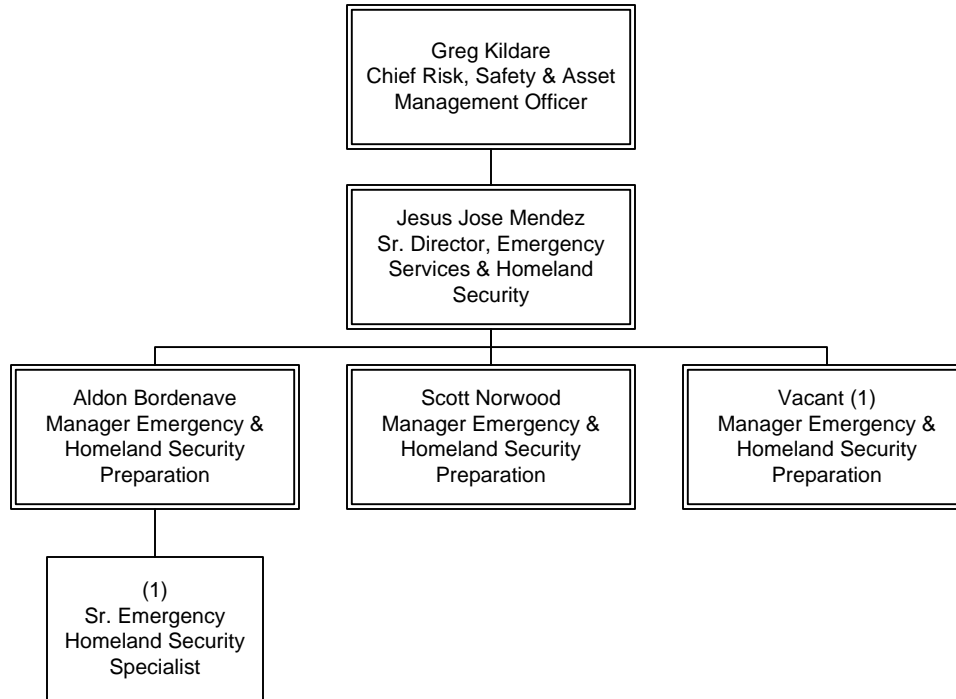 Greg Kildare
Chief Risk, Safety & Asset
Management Officer
Jesus Jose Mendez
Sr. Director, Emergency
Services & Homeland
Security
Aldon Bordenave
Manager Emergency &
Homeland Security
Preparation
Scott Norwood
Manager Emergency &
Homeland Security
Preparation
Vacant (1)
Manager Emergency &
Homeland Security
Preparation
(1)
Sr. Emergency
Homeland Security
Specialist